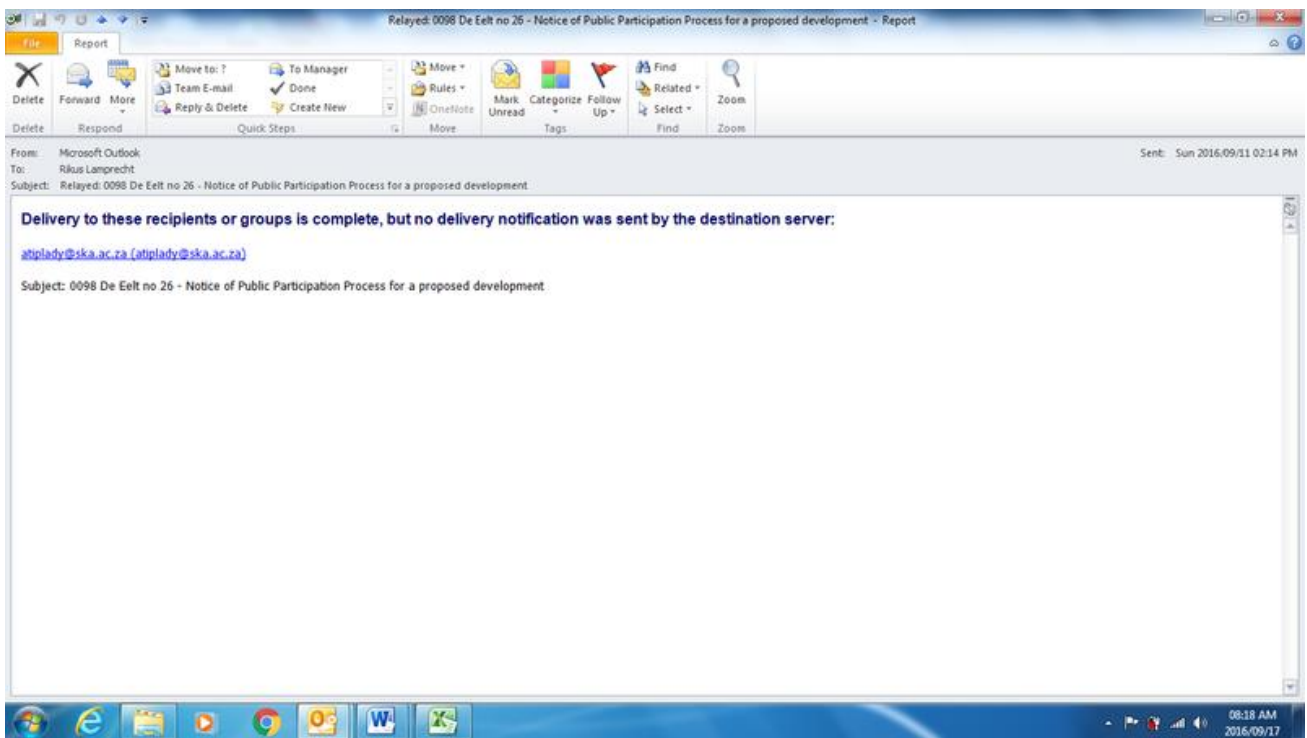 Relayed: 0098 De Eelt no 26 - Notice of Public Participation Process for a proposed development - Report
File Report
Delete
Forward More
Move to: ? To Manager
Team E-mail Done
Reply & Delete Create New
Move
Rules
OneNote
Mark Unread
Categorize
Follow Up
Find
Related
Select
Zoom
Delete Respond Quick Steps Move Tags Find Zoom
From: Microsoft Outlook
Sent: Sun 2016/09/11 02:14 PM
To: Rikus Lamprecht
Subject: Relayed: 0098 De Eelt no 26 - Notice of Public Participation Process for a proposed development
Delivery to these recipients or groups is complete, but no delivery notification was sent by the destination server:
atiplady@ska.ac.za (atiplady@ska.ac.za)
Subject: 0098 De Eelt no 26 - Notice of Public Participation Process for a proposed development
08:18 AM
2016/09/17